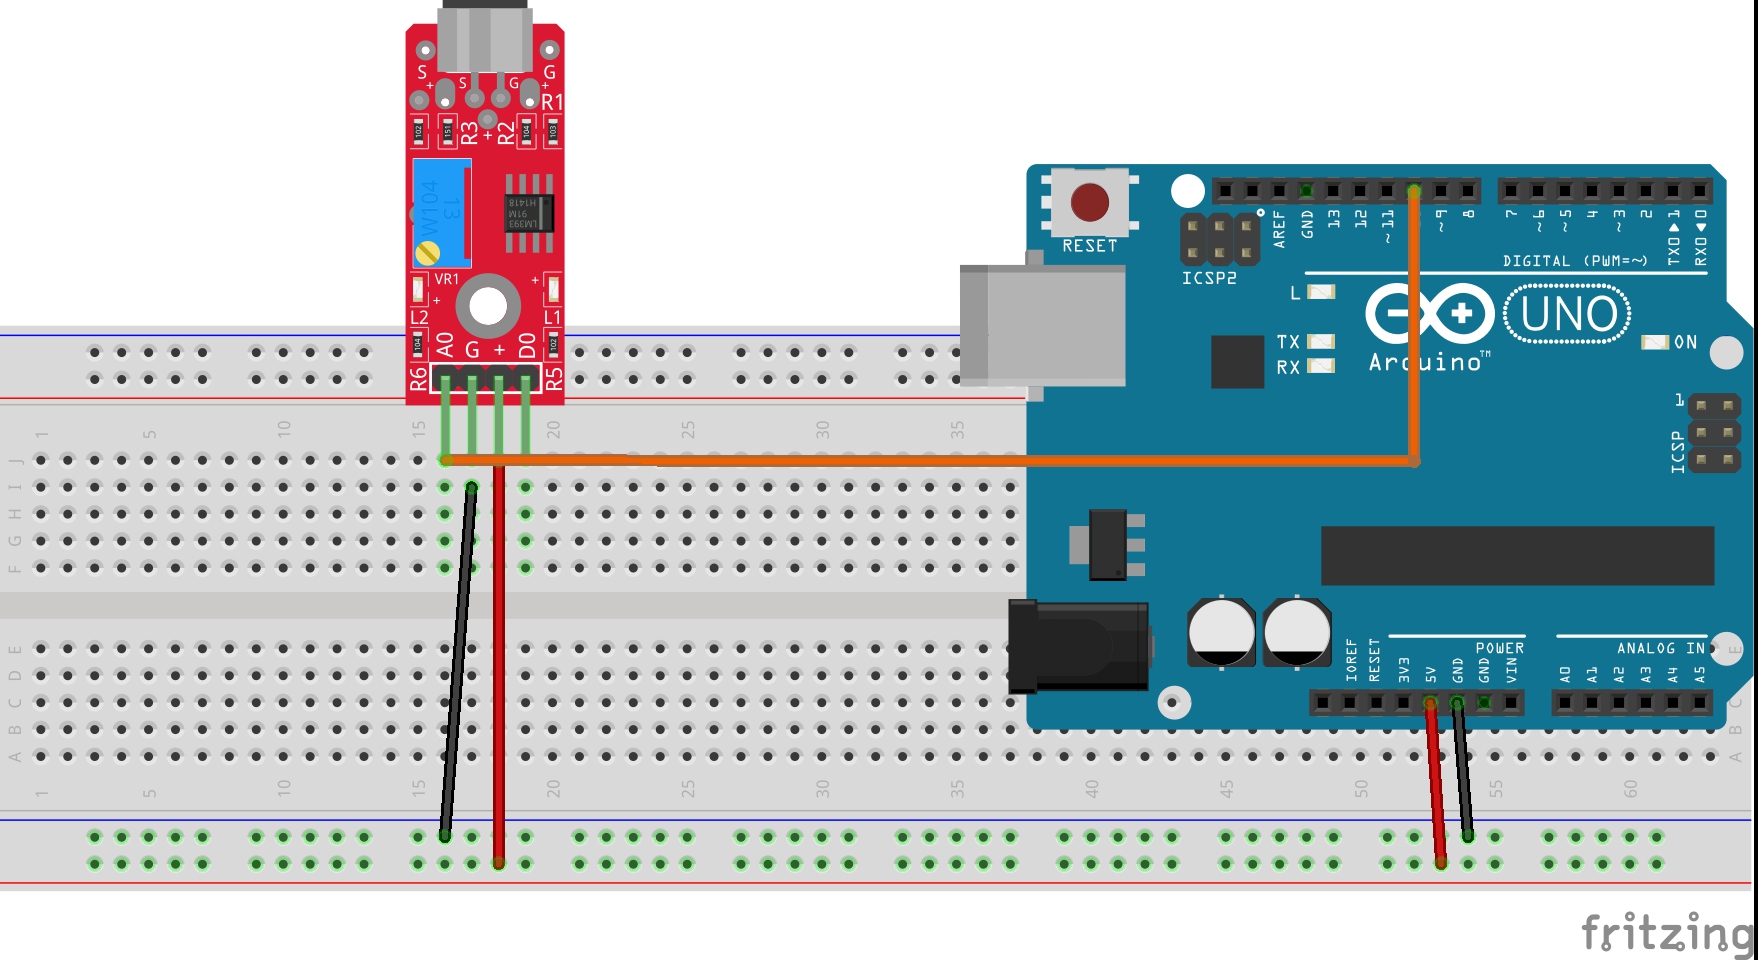 S G
S G
+ +
R1
102 151 R3 + R2 104 103
W104
13
LM393
91M
H1418
VR1
+ +
L2 L1
104 A0 G + D0 102
R6 R5
RESET
ICSP2
AREF GND 13 12 ~11 ~9 8 7 ~6 ~5 4 ~3 2 TX0▶1 RX0◀0
DIGITAL (PWM=~)
L
TX
RX
UNO
Arduino™
ON
1
ICSP
1 5 10 15 20 25 30 35
J
I
H
G
F
E E
D
C C
B B
A A
POWER
ANALOG IN
IOREF RESET 3V3 5V GND GND VIN A0 A1 A2 A3 A4 A5
1 5 10 15 20 25 30 35 40 45 50 55 60
fritzing